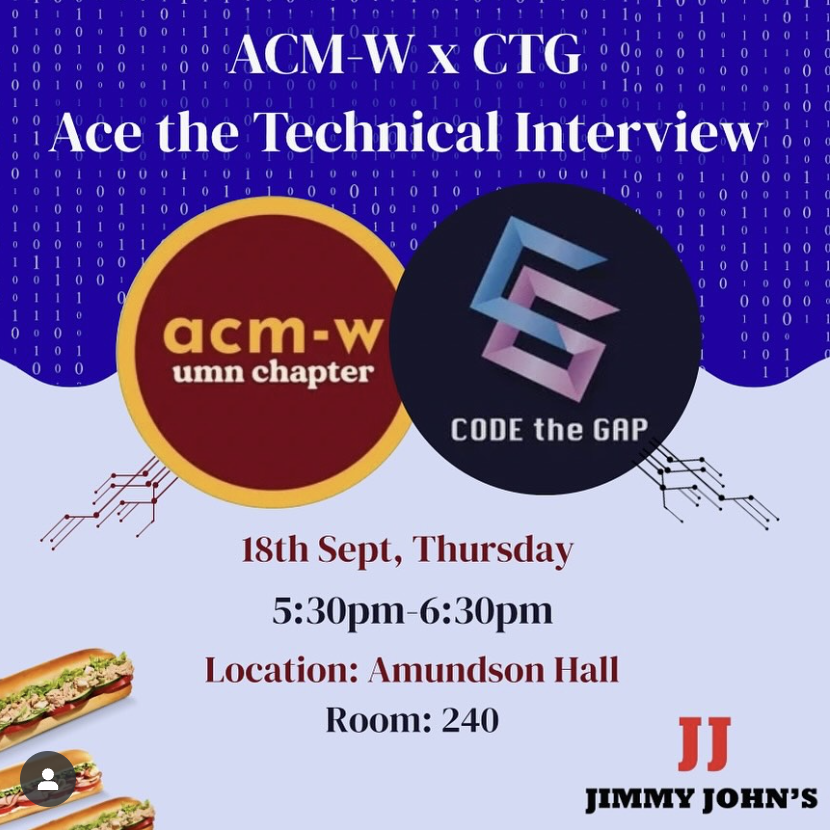 ACM-W x CTG
Ace the Technical Interview
acm-w
umn chapter
CODE the GAP
18th Sept, Thursday
5:30pm-6:30pm
Location: Amundson Hall
Room: 240
JJ
JIMMY JOHN'S